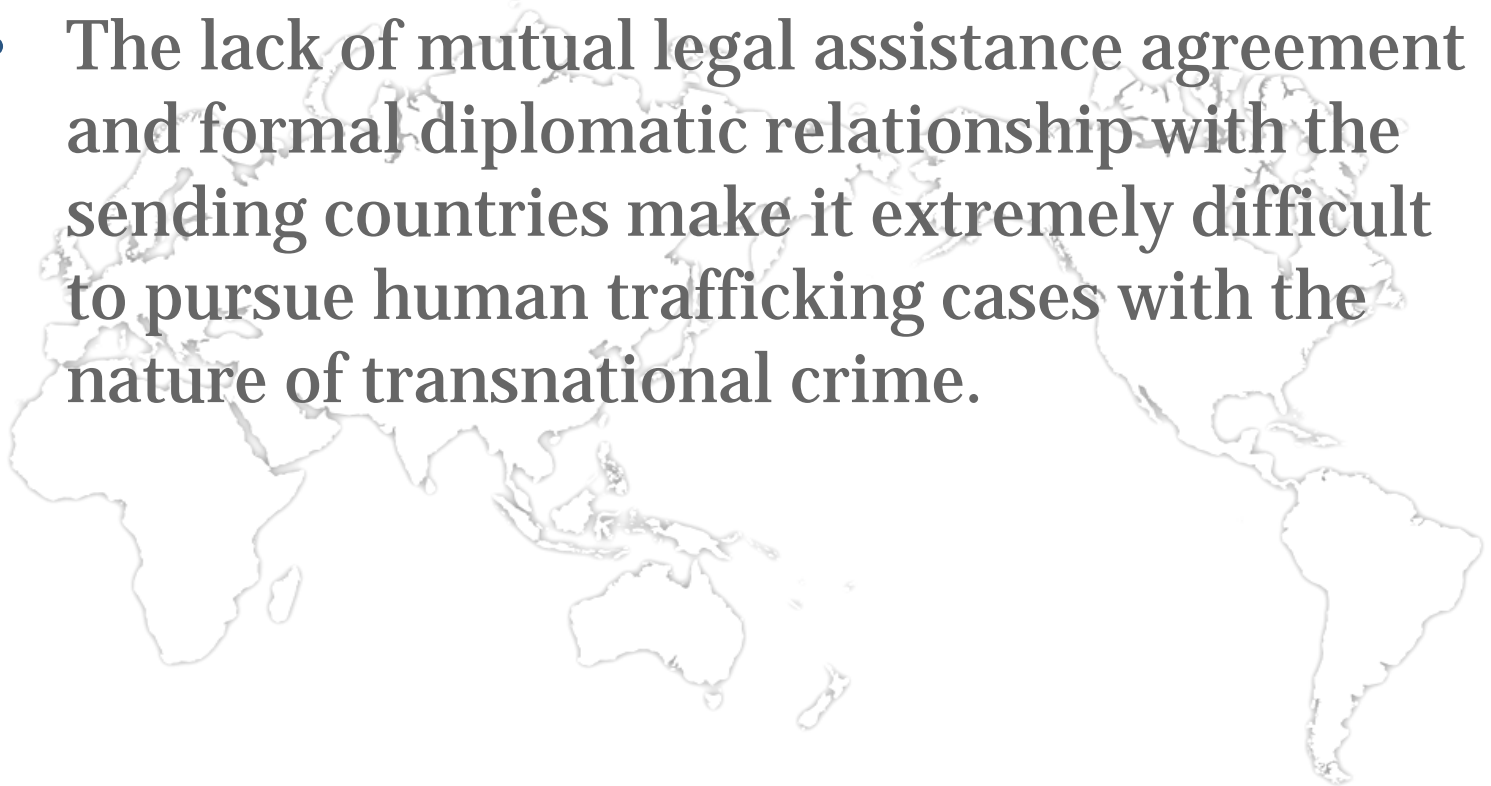 • The lack of mutual legal assistance agreement
and formal diplomatic relationship with the
sending countries make it extremely difficult
to pursue human trafficking cases with the
nature of transnational crime.